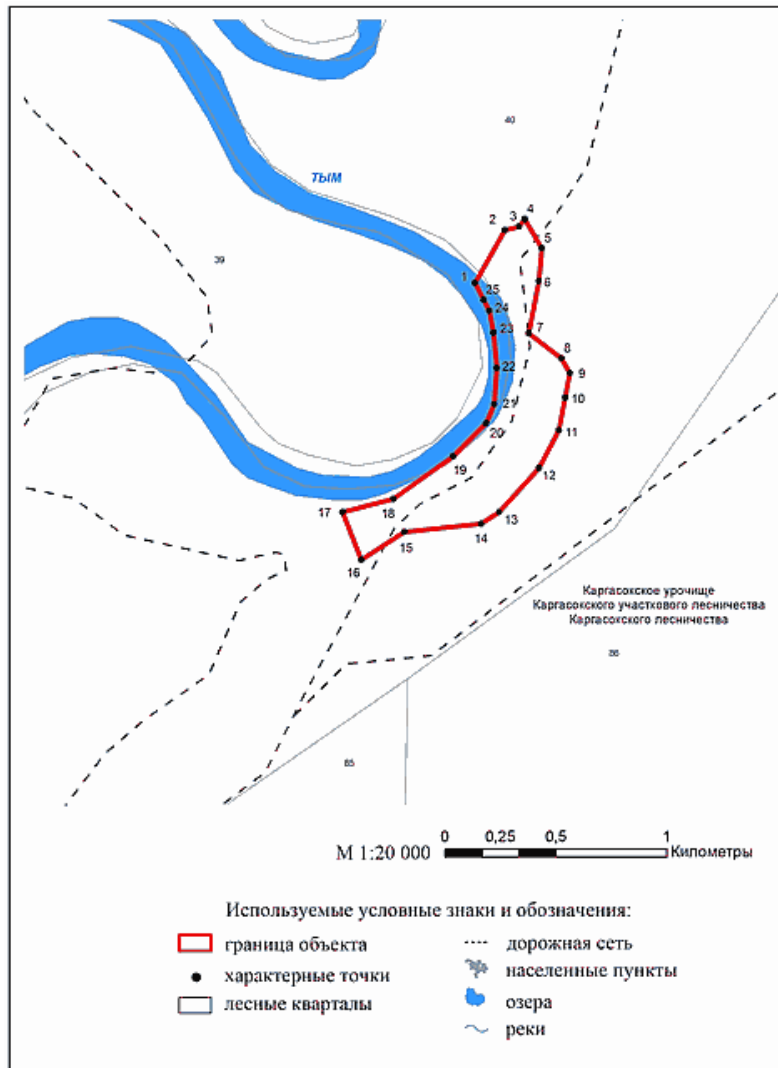 40
ТЫМ
39
1
2
3
4
5
6
7
8
9
10
11
12
13
14
15
16
17
18
19
20
21
22
23
24
25
Каргасокское урочище
Каргасокского участкового лесничества
Каргасокского лесничества
86
85
М 1:20 000
0 0,25 0,5 1
Километры
Используемые условные знаки и обозначения:
граница объекта
характерные точки
лесные кварталы
дорожная сеть
населенные пункты
озера
реки